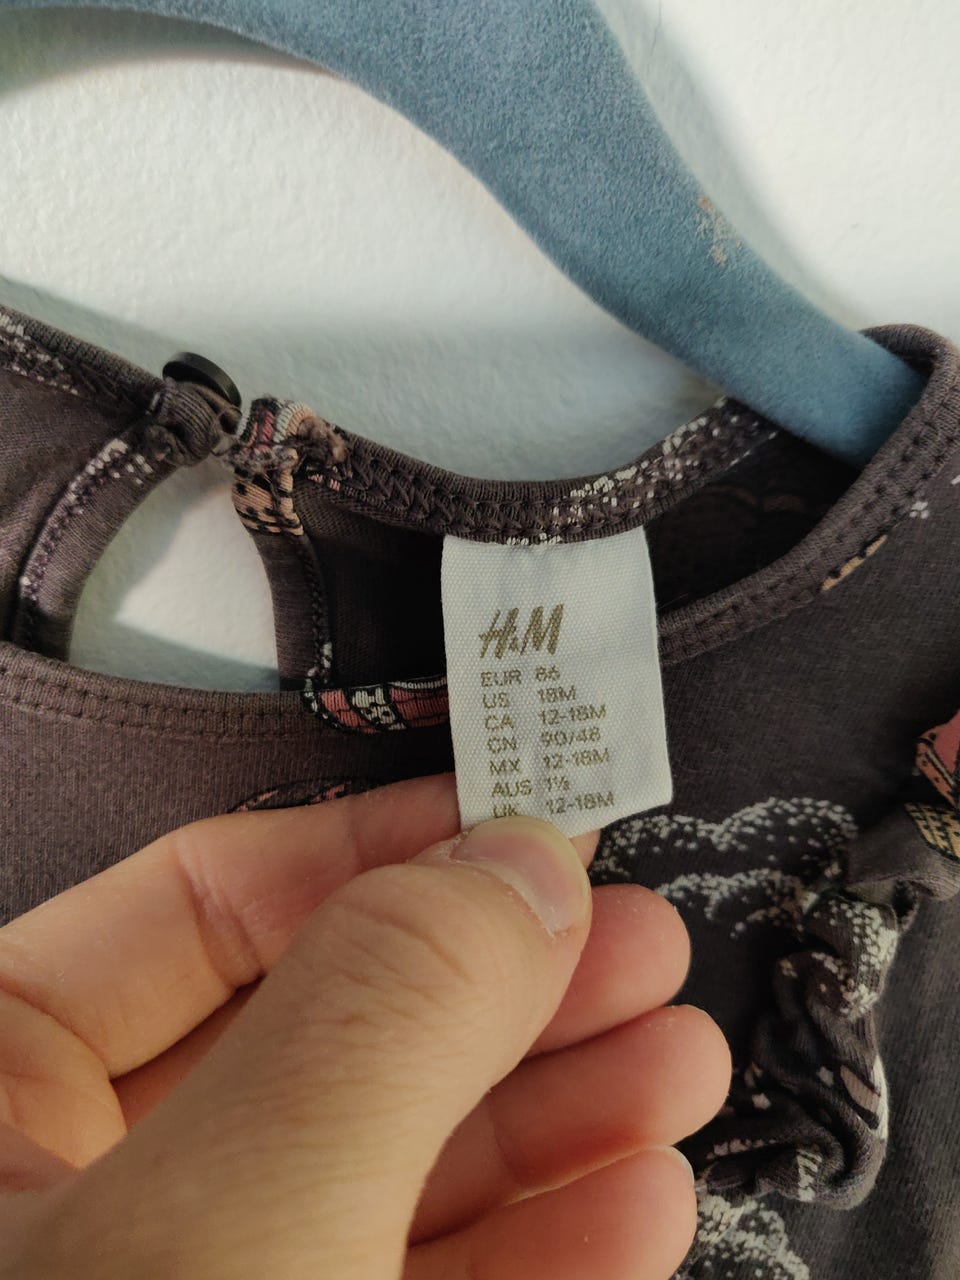 H&M
EUR 86
US 18M
CA 12-18M
CN 90/48
MX 12-18M
AUS 1½
UK 12-18M